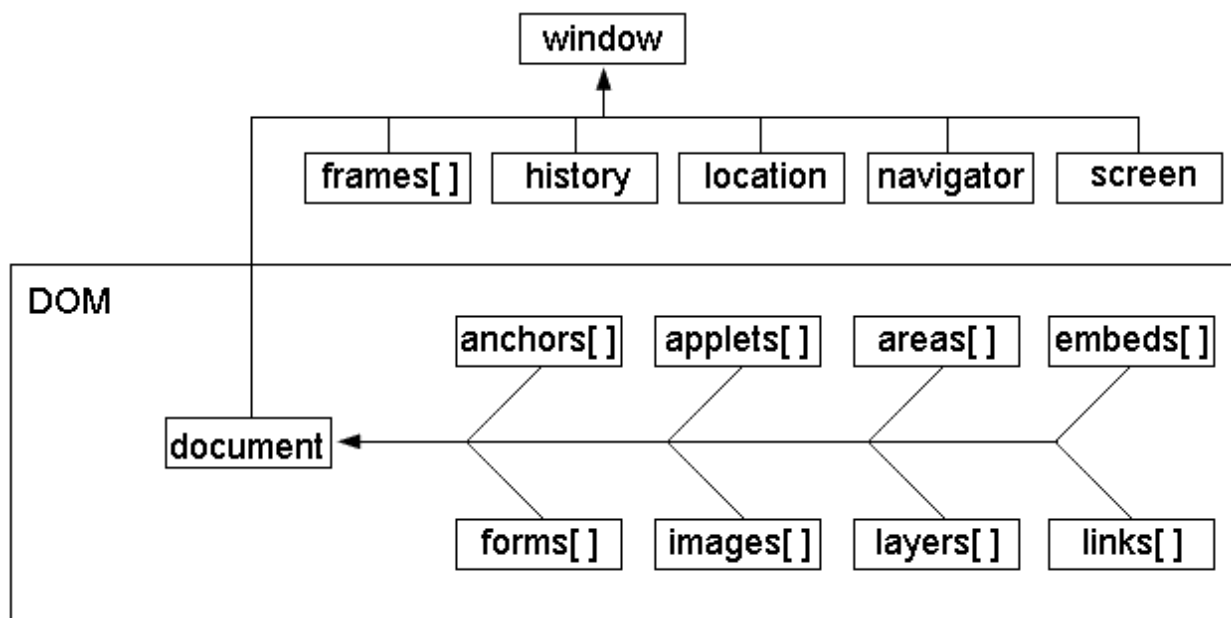 window
frames[ ]
history
location
navigator
screen
DOM
anchors[ ]
applets[ ]
areas[ ]
embeds[ ]
document
forms[ ]
images[ ]
layers[ ]
links[ ]